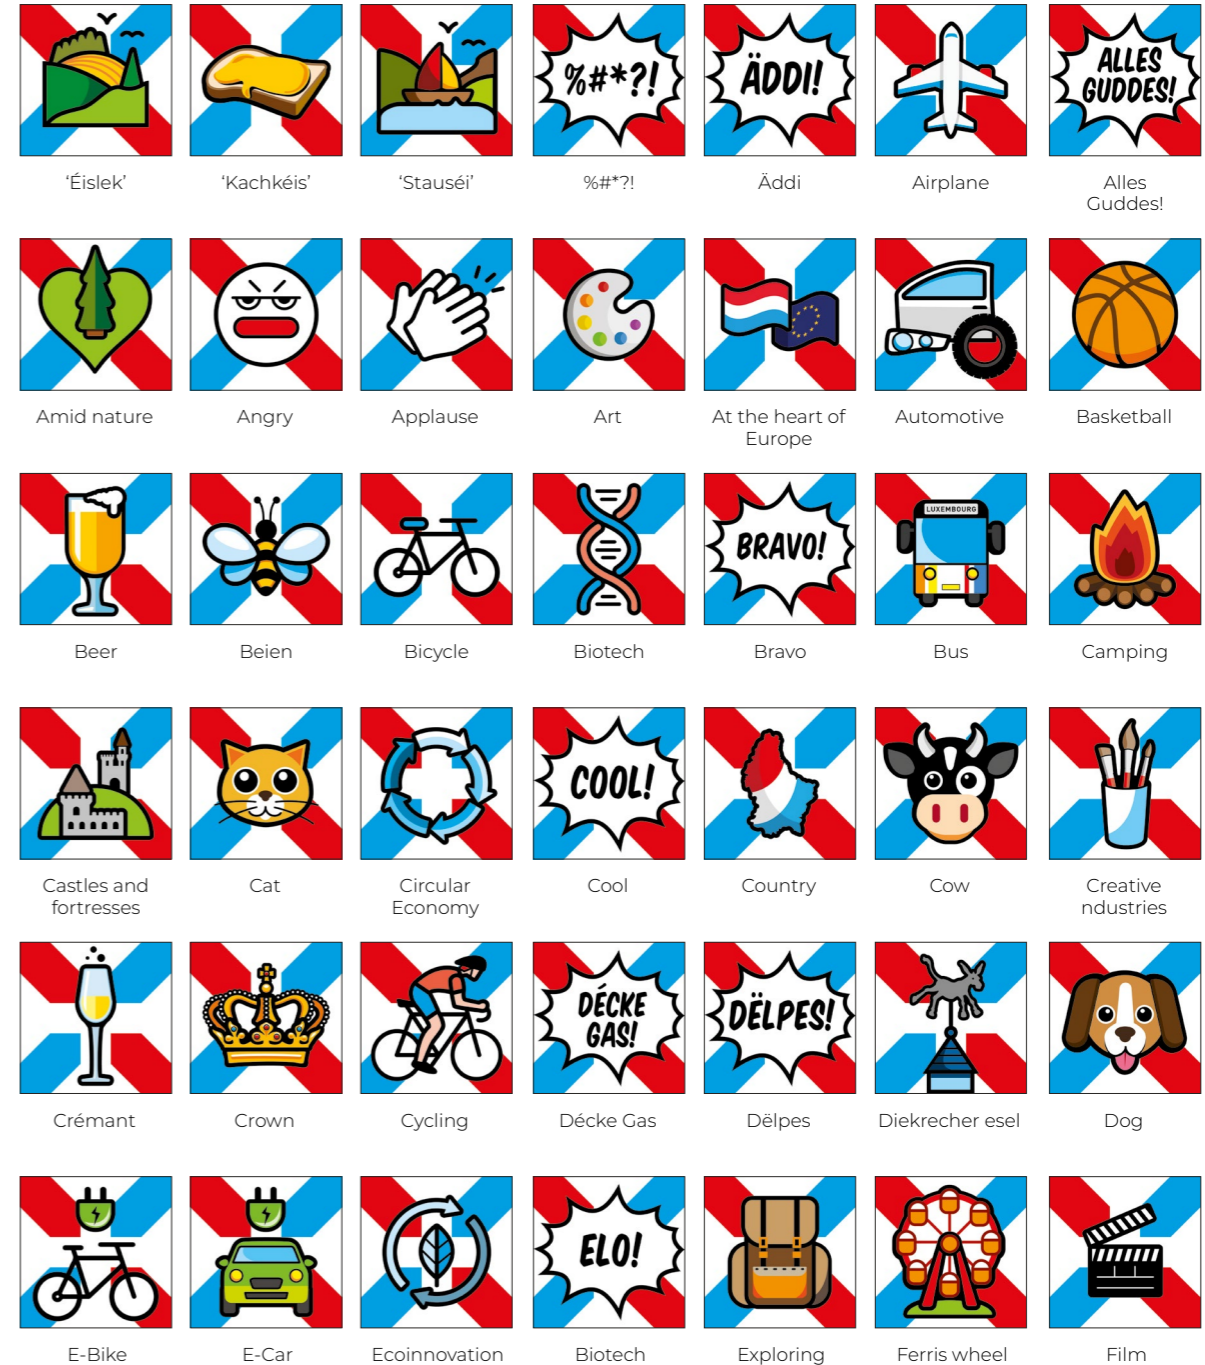 %#*?!
ÄDDI!
ALLES
GUDDES!
'Éislek'
'Kachkéis'
'Stauséi'
%#*?!
Äddi
Airplane
Alles
Guddes!
Amid nature
Angry
Applause
Art
At the heart of
Europe
Automotive
Basketball
BRAVO!
LUXEMBOURG
Beer
Beien
Bicycle
Biotech
Bravo
Bus
Camping
COOL!
Castles and
fortresses
Cat
Circular
Economy
Cool
Country
Cow
Creative
ndustries
DÉCKE
GAS!
DËLPES!
Crémant
Crown
Cycling
Décke Gas
Dëlpes
Diekrecher esel
Dog
ELO!
E-Bike
E-Car
Ecoinnovation
Biotech
Exploring
Ferris wheel
Film